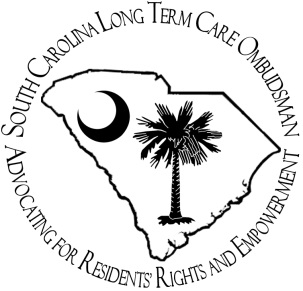 South Carolina Long Term Care Ombudsman
Advocating for Residents' Rights and Empowerment